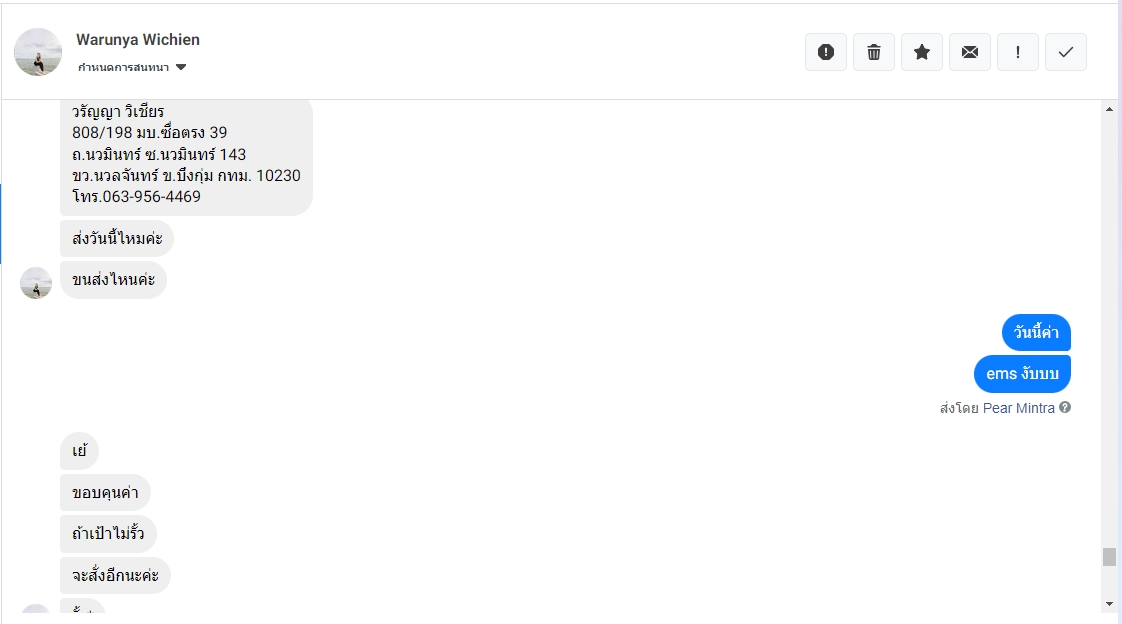 Warunya Wichien
กำหนดการสนทนา
วรัญญา วิเชียร
808/198 มบ.ซื่อตรง 39
ถ.นวมินทร์ ซ.นวมินทร์ 143
ขว.นวลจันทร์ ข.บึงกุ่ม กทม. 10230
โทร.063-956-4469
ส่งวันนี้ไหมค่ะ
ขนส่งไหนค่ะ
วันนี้ค่า
ems งับบบ
ส่งโดย Pear Mintra
เย้
ขอบคุนค่า
ถ้าเป้าไม่รั้ว
จะสั่งอีกนะค่ะ